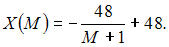 X(M) = -48/(M+1) + 48.